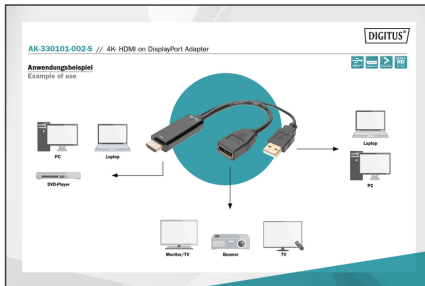 DIGITUS®
AK-330101-002-S // 4K- HDMI on DisplayPort Adapter
Anwendungsbeispiel
Example of use
HD
PC
Laptop
DVD-Player
Laptop
PC
Monitor/TV
Beamer
TV